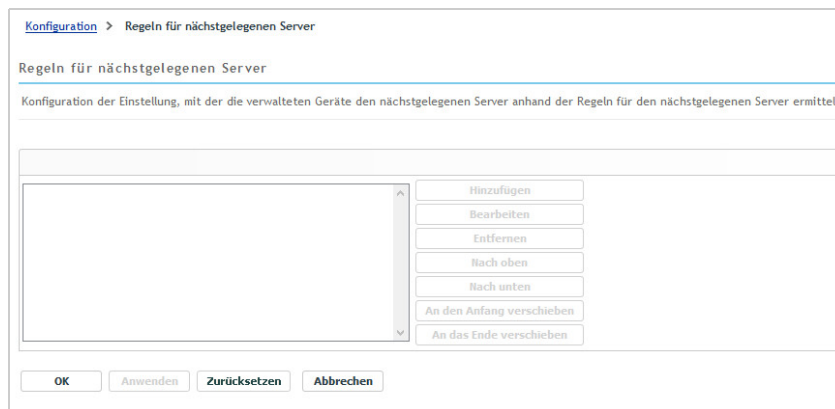 Konfiguration > Regeln für nächstgelegenen Server
Regeln für nächstgelegenen Server
Konfiguration der Einstellung, mit der die verwalteten Geräte den nächstgelegenen Server anhand der Regeln für den nächstgelegenen Server ermittel
Hinzufügen
Bearbeiten
Entfernen
Nach oben
Nach unten
An den Anfang verschieben
An das Ende verschieben
OK Anwenden Zurücksetzen Abbrechen